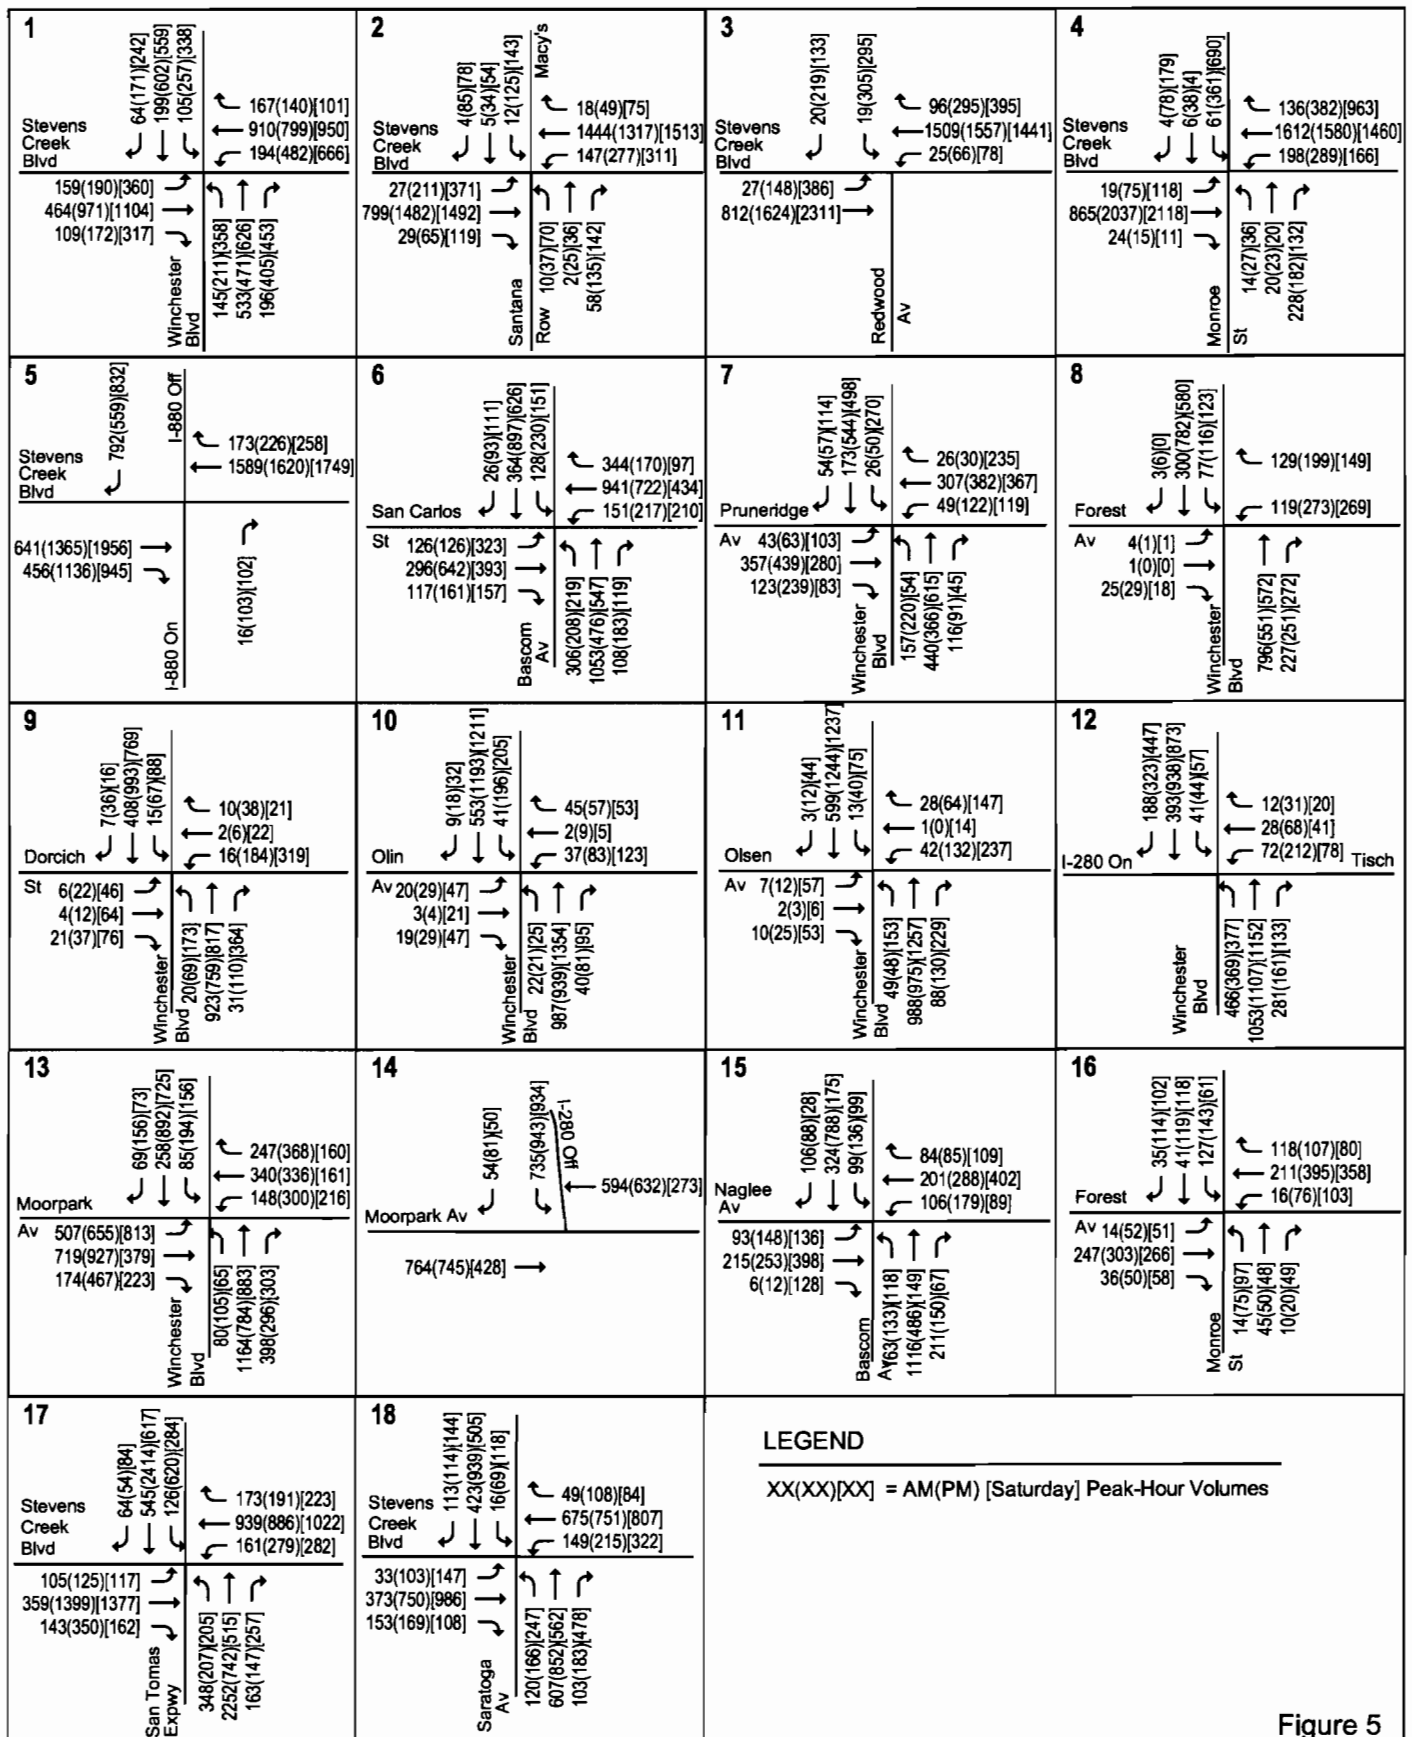 1
64(171)[242]
199(602)[559]
105(257)[338]
Stevens
Creek
Blvd
167(140)[101]
910(799)[950]
194(482)[666]
159(190)[360]
464(971)[1104]
109(172)[317]
Winchester
Blvd
145(211)[358]
533(471)[626]
196(405)[453]
2
4(65)[78]
5(34)[54]
12(125)[143]
Macy's
Stevens
Creek
Blvd
18(49)[75]
1444(1317)[1513]
147(277)[311]
27(211)[371]
799(1482)[1492]
29(65)[119]
Santana
Row
10(37)[70]
2(25)[36]
58(135)[142]
3
20(219)[133]
19(305)[295]
Stevens
Creek
Blvd
96(295)[395]
1509(1557)[1441]
25(66)[78]
27(148)[386]
812(1624)[2311]
Redwood
Av
4
4(78)[179]
6(38)[4]
61(361)[690]
Stevens
Creek
Blvd
136(382)[963]
1612(1580)[1460]
198(289)[166]
19(75)[118]
865(2037)[2118]
24(15)[11]
Monroe
St
14(27)[36]
20(23)[20]
228(182)[132]
5
792(559)[832]
I-880 Off
Stevens
Creek
Blvd
173(226)[258]
1589(1620)[1749]
641(1365)[1956]
456(1136)[945]
I-880 On
16(103)[102]
6
26(93)[111]
364(897)[626]
128(230)[151]
San Carlos
St
344(170)[97]
941(722)[434]
151(217)[210]
126(126)[323]
296(642)[393]
117(161)[157]
Bascom
Av
306(208)[219]
1053(476)[547]
108(183)[119]
7
54(57)[114]
173(544)[498]
26(50)[270]
Pruneridge
Av
26(30)[235]
307(382)[367]
49(122)[119]
43(63)[103]
357(439)[280]
123(239)[83]
Winchester
Blvd
157(220)[54]
440(366)[615]
116(91)[45]
8
3(6)[0]
300(782)[580]
77(116)[123]
Forest
Av
129(199)[149]
119(273)[269]
4(1)[1]
1(0)[0]
25(29)[18]
Winchester
Blvd
796(551)[572]
227(251)[272]
9
7(36)[16]
408(993)[769]
15(67)[88]
Dorcich
St
10(38)[21]
2(6)[22]
16(184)[319]
6(22)[46]
4(12)[64]
21(37)[76]
Winchester
Blvd
20(69)[173]
923(759)[817]
31(110)[364]
10
9(18)[32]
553(1193)[1211]
41(196)[205]
Olin
Av
45(57)[53]
2(9)[5]
37(83)[123]
20(29)[47]
3(4)[21]
19(29)[47]
Winchester
Blvd
22(21)[25]
987(939)[1354]
40(81)[95]
11
3(12)[44]
599(1244)[1237]
13(40)[75]
Olsen
Av
28(64)[147]
1(0)[14]
42(132)[237]
7(12)[57]
2(3)[6]
10(25)[53]
Winchester
Blvd
49(48)[153]
988(975)[1257]
88(130)[229]
12
188(323)[447]
393(938)[873]
41(44)[57]
I-280 On
12(31)[20]
28(68)[41]
72(212)[78]
Tisch
Winchester
Blvd
466(369)[377]
1053(1107)[1152]
281(161)[133]
13
69(156)[73]
258(892)[725]
85(194)[156]
Moorpark
Av
247(368)[160]
340(336)[161]
148(300)[216]
507(655)[813]
719(927)[379]
174(467)[223]
Winchester
Blvd
80(105)[65]
1164(784)[883]
398(296)[303]
14
54(81)[50]
735(943)[934]
I-280 Off
Moorpark Av
594(632)[273]
764(745)[428]
15
106(88)[28]
324(788)[175]
99(136)[99]
Naglee
Av
84(85)[109]
201(288)[402]
106(179)[89]
93(148)[136]
215(253)[398]
6(12)[128]
Bascom
Av
63(133)[118]
1116(486)[149]
211(150)[67]
16
35(114)[102]
41(119)[118]
127(143)[61]
Forest
Av
118(107)[80]
211(395)[358]
16(76)[103]
14(52)[51]
247(303)[266]
36(50)[58]
Monroe
St
14(75)[97]
45(50)[48]
10(20)[49]
17
64(54)[84]
545(2414)[617]
126(620)[284]
Stevens
Creek
Blvd
173(191)[223]
939(886)[1022]
161(279)[282]
105(125)[117]
359(1399)[1377]
143(350)[162]
San Tomas
Expwy
348(207)[205]
2252(742)[515]
163(147)[257]
18
113(114)[144]
423(939)[505]
16(69)[118]
Stevens
Creek
Blvd
49(108)[84]
675(751)[807]
149(215)[322]
33(103)[147]
373(750)[986]
153(169)[108]
Saratoga
Av
120(166)[247]
607(852)[562]
103(183)[478]
LEGEND
XX(XX)[XX] = AM(PM) [Saturday] Peak-Hour Volumes
Figure 5